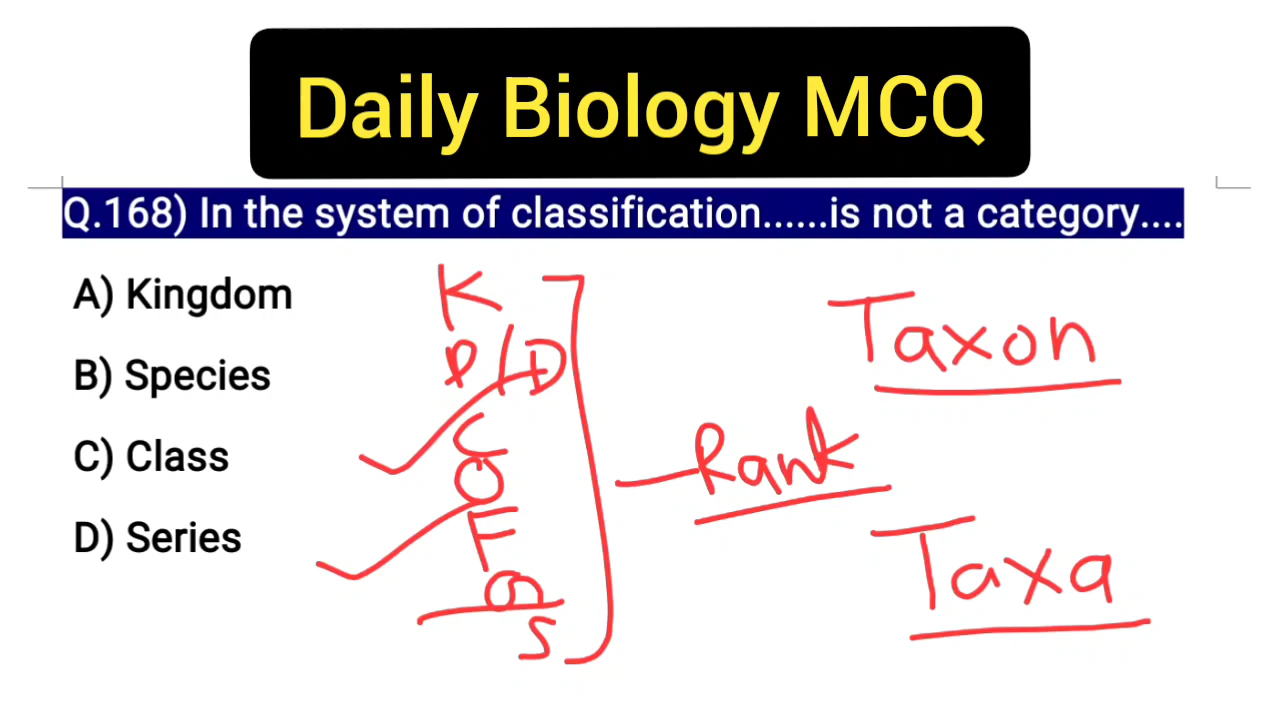 Daily Biology MCQ
Q.168) In the system of classification......is not a category....
A) Kingdom
B) Species
C) Class
D) Series
K
P/D
C
O
F
G
S
Rank
Taxon
Taxa